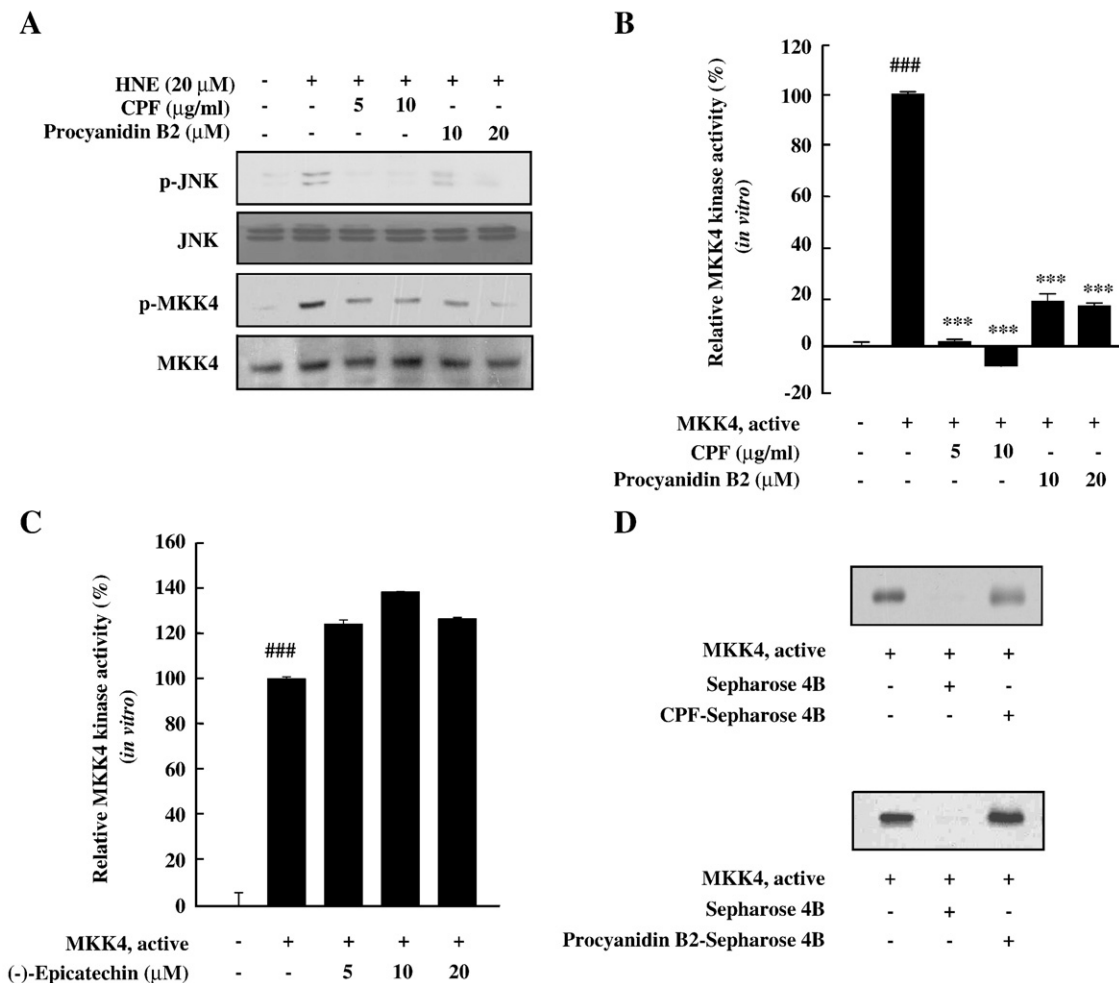 A
HNE (20 μM) - + + + + +
CPF (μg/ml) - - 5 10 - -
Procyanidin B2 (μM) - - - - 10 20
p-JNK
JNK
p-MKK4
MKK4
B
Relative MKK4 kinase activity (%)
(in vitro)
120
100
80
60
40
20
0
-20
###
***
***
***
***
MKK4, active - + + + + +
CPF (μg/ml) - - 5 10 - -
Procyanidin B2 (μM) - - - - 10 20
C
Relative MKK4 kinase activity (%)
(in vitro)
160
140
120
100
80
60
40
20
0
###
MKK4, active - + + + +
(-)-Epicatechin (μM) - - 5 10 20
D
MKK4, active + + +
Sepharose 4B - + -
CPF-Sepharose 4B - - +
MKK4, active + + +
Sepharose 4B - + -
Procyanidin B2-Sepharose 4B - - +